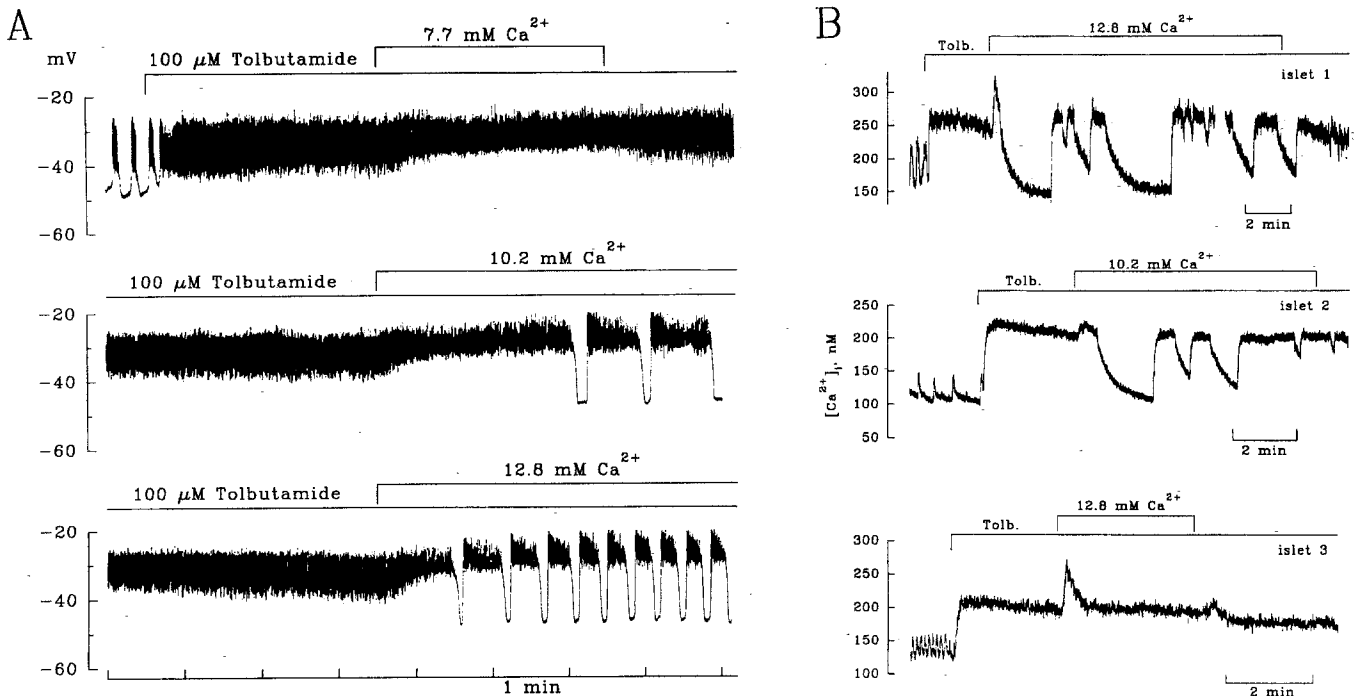 A
7.7 mM Ca2+
mV
100 µM Tolbutamide
−20
−40
−60
10.2 mM Ca2+
100 µM Tolbutamide
−20
−40
−60
12.8 mM Ca2+
100 µM Tolbutamide
−20
−40
−60
1 min
B
12.8 mM Ca2+
Tolb.
islet 1
300
250
200
150
2 min
10.2 mM Ca2+
Tolb.
islet 2
[Ca2+]i, nM
250
200
150
100
50
2 min
12.8 mM Ca2+
Tolb.
islet 3
300
250
200
150
100
2 min